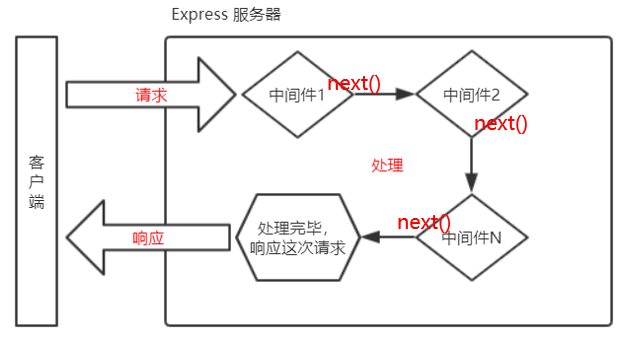 Express 服务器
请求
中间件1
next()
中间件2
next()
客
户
端
处理
响应
处理完毕，
响应这次请求
next()
中间件N